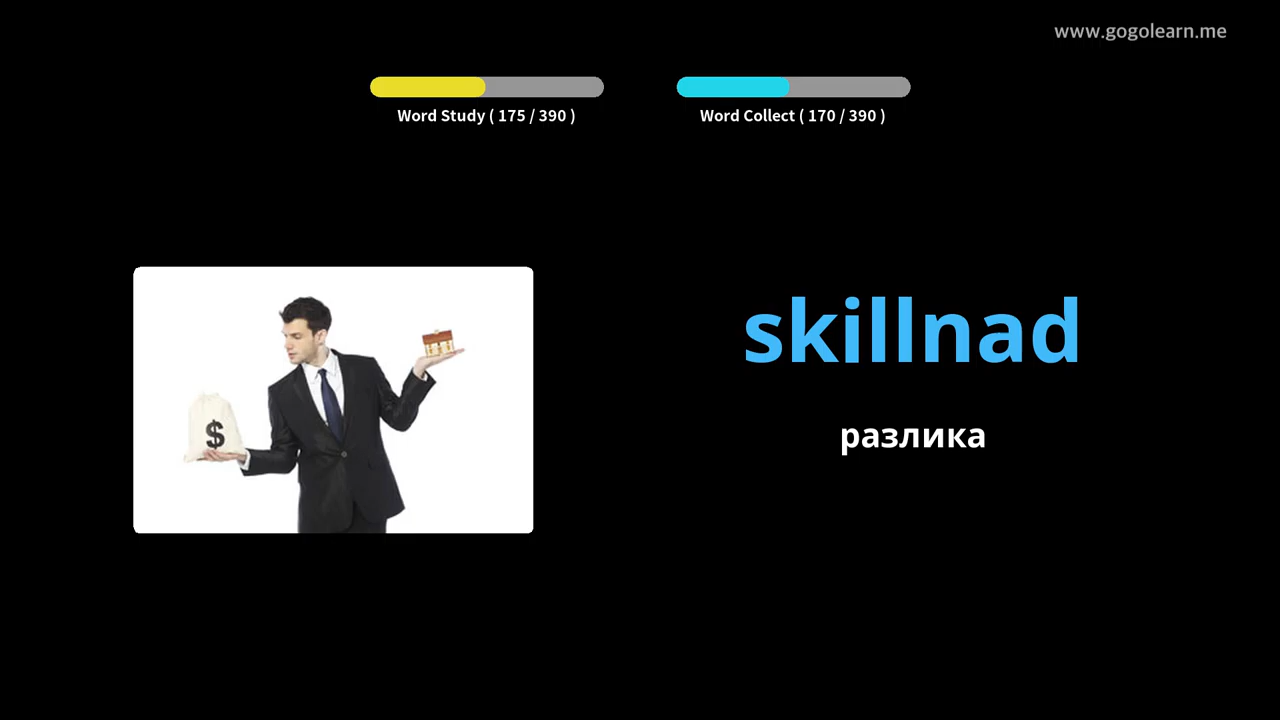 www.gogolearn.me
Word Study ( 175 / 390 )
Word Collect ( 170 / 390 )
skillnad
разлика
$